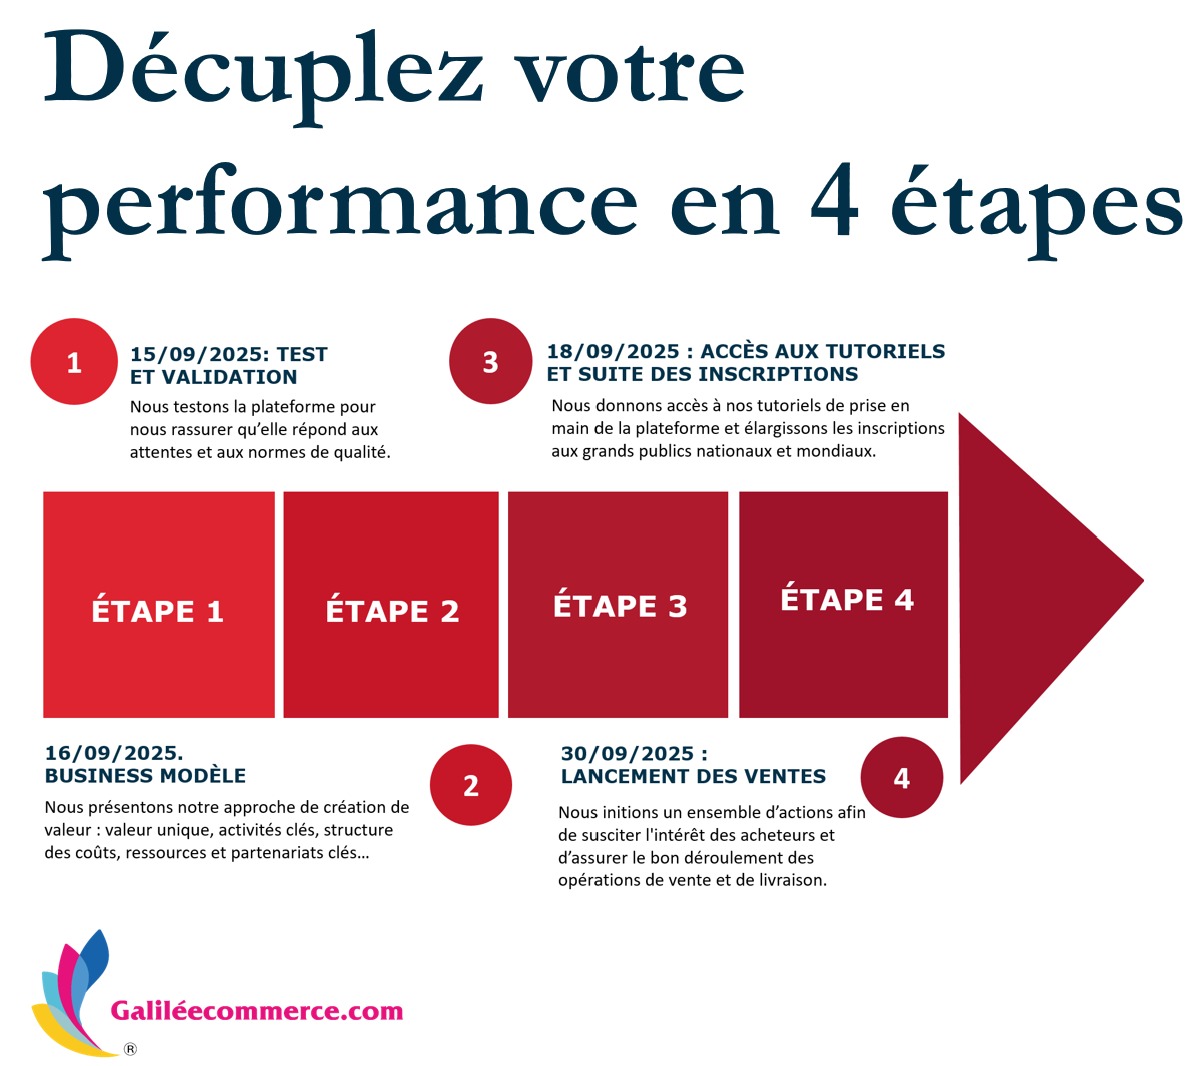 Décuplez votre
performance en 4 étapes
1
15/09/2025: TEST
ET VALIDATION
Nous testons la plateforme pour
nous rassurer qu’elle répond aux
attentes et aux normes de qualité.
3
18/09/2025 : ACCÈS AUX TUTORIELS
ET SUITE DES INSCRIPTIONS
Nous donnons accès à nos tutoriels de prise en
main de la plateforme et élargissons les inscriptions
aux grands publics nationaux et mondiaux.
ÉTAPE 1
ÉTAPE 2
ÉTAPE 3
ÉTAPE 4
16/09/2025.
BUSINESS MODÈLE
Nous présentons notre approche de création de
valeur : valeur unique, activités clés, structure
des coûts, ressources et partenariats clés…
2
30/09/2025 :
LANCEMENT DES VENTES
Nous initions un ensemble d’actions afin
de susciter l'intérêt des acheteurs et
d’assurer le bon déroulement des
opérations de vente et de livraison.
4
Galiléecommerce.com
®